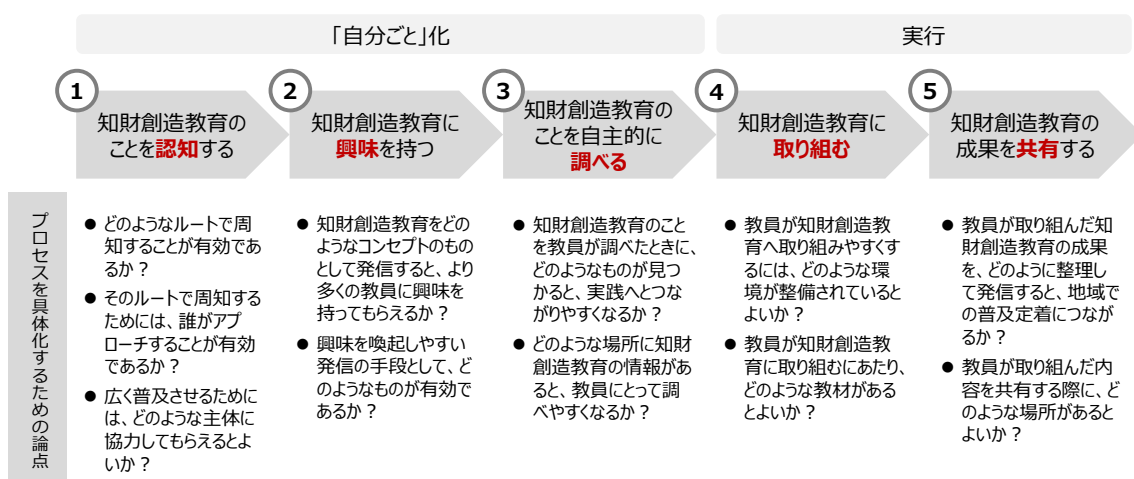 「自分ごと」化
実行
1
知財創造教育の
ことを認知する
2
知財創造教育に
興味を持つ
3
知財創造教育の
ことを自主的に
調べる
4
知財創造教育に
取り組む
5
知財創造教育の
成果を共有する
プロセスを具体化するための論点
● どのようなルートで周
知することが有効であ
るか？
● そのルートで周知する
ためには、誰がアプ
ローチすることが有効
であるか？
● 広く普及させるために
は、どのような主体に
協力してもらえるとよ
いか？
● 知財創造教育をどの
ようなコンセプトのもの
として発信すると、より
多くの教員に興味を
持ってもらえるか？
● 興味を喚起しやすい
発信の手段として、ど
のようなものが有効で
あるか？
● 知財創造教育のこと
を教員が調べたときに、
どのようなものが見つ
かると、実践へとつな
がりやすくなるか？
● どのような場所に知財
創造教育の情報があ
ると、教員にとって調
べやすくなるか？
● 教員が知財創造教
育へ取り組みやすくす
るには、どのような環
境が整備されていると
よいか？
● 教員が知財創造教
育に取り組むにあたり、
どのような教材がある
とよいか？
● 教員が取り組んだ知
財創造教育の成果
を、どのように整理し
て発信すると、地域で
の普及定着につなが
るか？
● 教員が取り組んだ内
容を共有する際に、ど
のような場所があると
よいか？